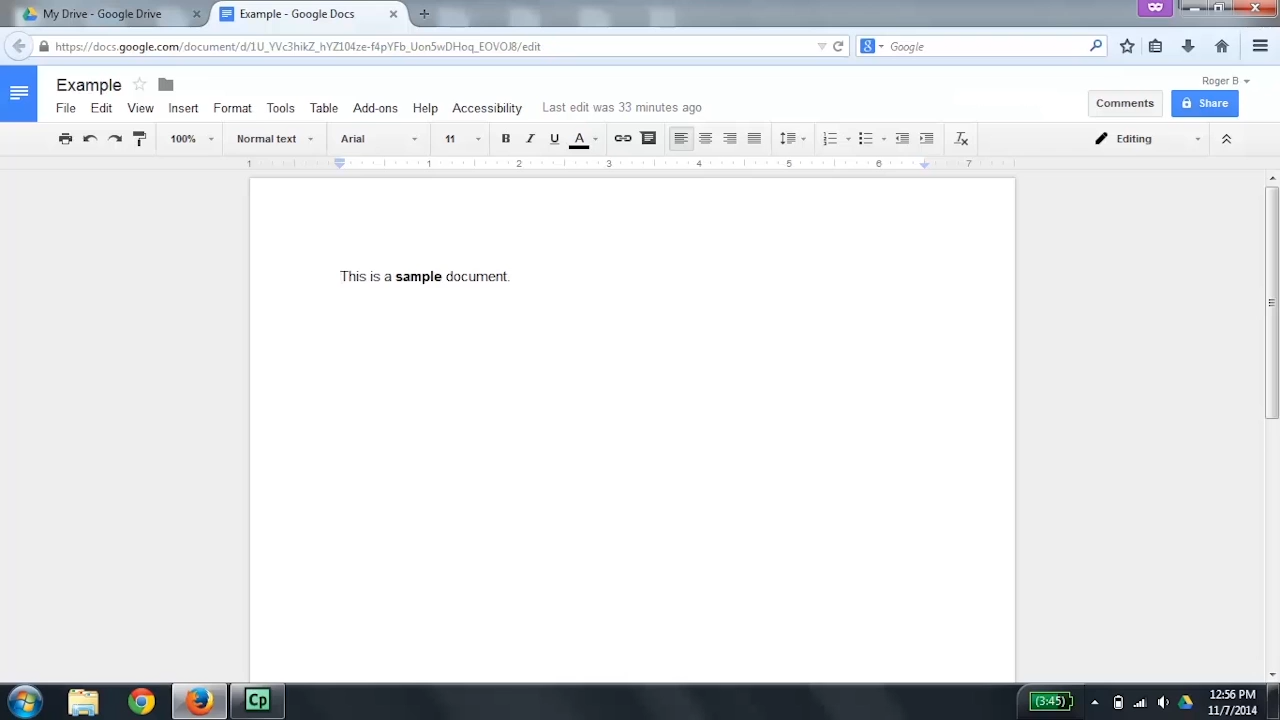 My Drive - Google Drive
Example - Google Docs
https://docs.google.com/document/d/1U_YVc3hikZ_hYZ104ze-f4pYFb_Uon5wDHoq_EOVOJ8/edit
Google
Example
Roger B
File Edit View Insert Format Tools Table Add-ons Help Accessibility Last edit was 33 minutes ago
Comments
Share
100% Normal text Arial 11 B I U A Editing
1 1 2 3 4 5 6 7
This is a sample document.
Cp
(3:45)
12:56 PM
11/7/2014